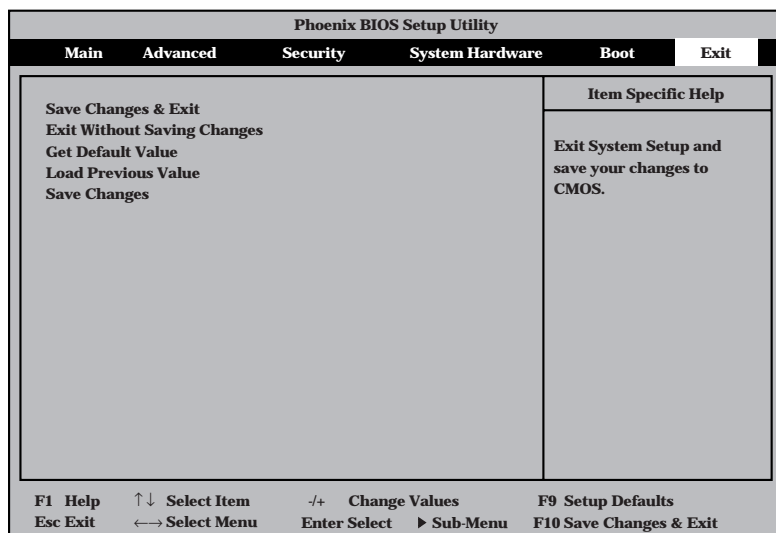 Phoenix BIOS Setup Utility
Main Advanced Security System Hardware Boot Exit
Save Changes & Exit
Exit Without Saving Changes
Get Default Value
Load Previous Value
Save Changes
Item Specific Help
Exit System Setup and
save your changes to
CMOS.
F1 Help ↑↓ Select Item -/+ Change Values F9 Setup Defaults
Esc Exit ←→ Select Menu Enter Select ▶ Sub-Menu F10 Save Changes & Exit